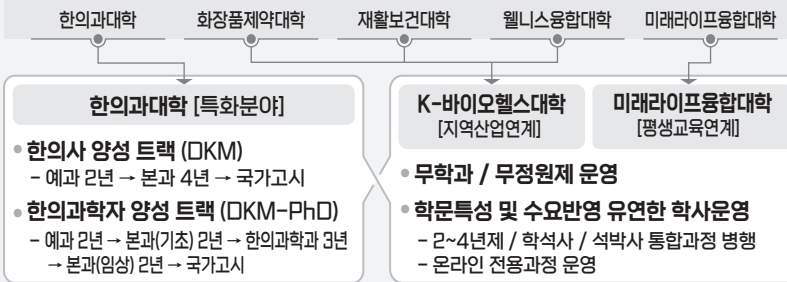 한의과대학
화장품제약대학
재활보건대학
웰니스융합대학
미래라이프융합대학
한의과대학 [특화분야]
• 한의사 양성 트랙 (DKM)
– 예과 2년 → 본과 4년 → 국가고시
• 한의과학자 양성 트랙 (DKM-PhD)
– 예과 2년 → 본과(기초) 2년 → 한의과학과 3년
→ 본과(임상) 2년 → 국가고시
K-바이오헬스대학
[지역산업연계]
미래라이프융합대학
[평생교육연계]
• 무학과 / 무정원제 운영
• 학문특성 및 수요반영 유연한 학사운영
– 2~4년제 / 학석사 / 석박사 통합과정 병행
– 온라인 전용과정 운영